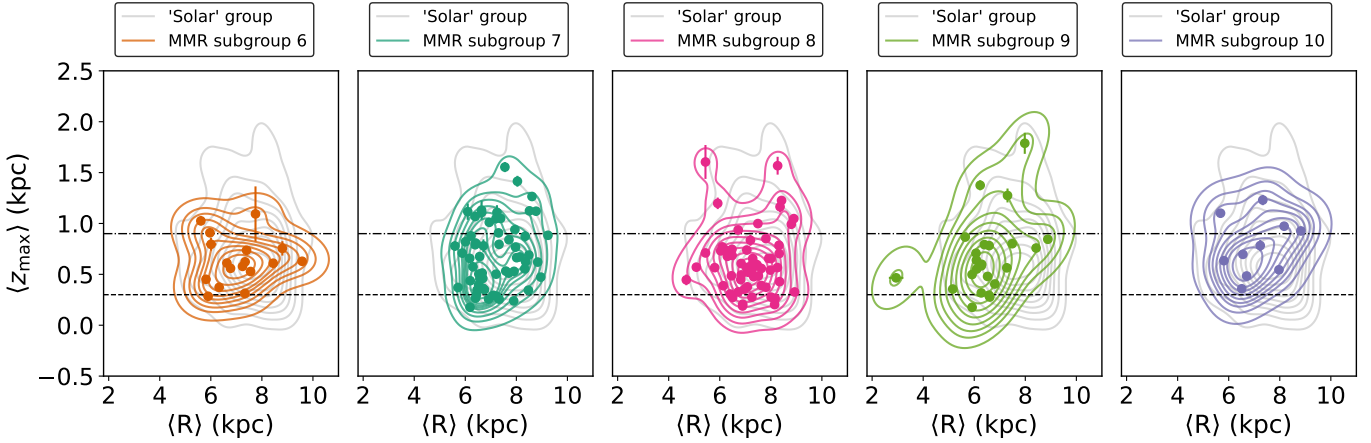 'Solar' group
MMR subgroup 6
'Solar' group
MMR subgroup 7
'Solar' group
MMR subgroup 8
'Solar' group
MMR subgroup 9
'Solar' group
MMR subgroup 10
⟨z_max⟩ (kpc)
2.5
2.0
1.5
1.0
0.5
0.0
−0.5
2 4 6 8 10
2 4 6 8 10
2 4 6 8 10
2 4 6 8 10
2 4 6 8 10
⟨R⟩ (kpc)
⟨R⟩ (kpc)
⟨R⟩ (kpc)
⟨R⟩ (kpc)
⟨R⟩ (kpc)